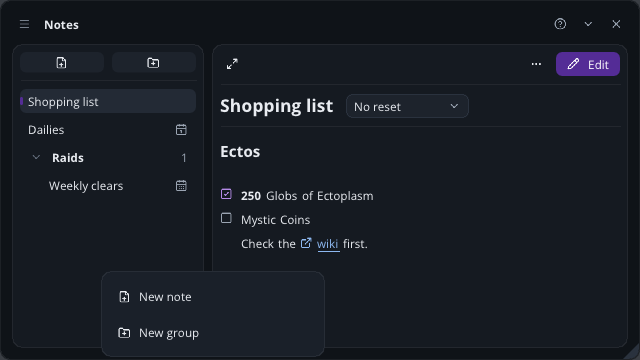 Notes
Edit
Shopping list
Dailies
Raids 1
Weekly clears
Shopping list No reset
Ectos
250 Globs of Ectoplasm
Mystic Coins
Check the wiki first.
New note
New group